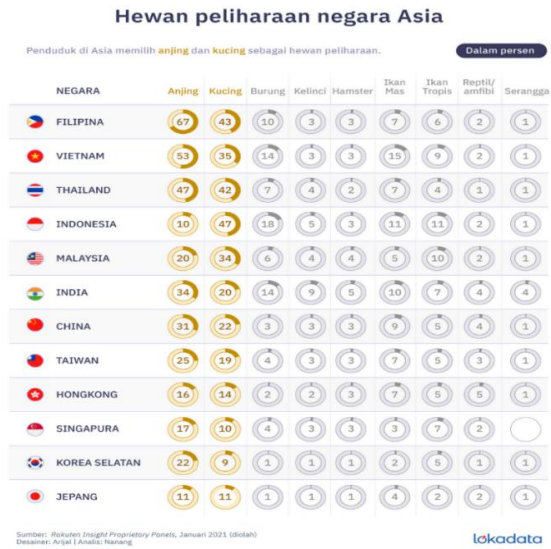 Hewan peliharaan negara Asia
Penduduk di Asia memilih anjing dan kucing sebagai hewan peliharaan.
Dalam persen
NEGARA Anjing Kucing Burung Kelinci Hamster Ikan Mas Ikan Tropis Reptil/amfibi Serangga
FILIPINA 67 43 10 3 3 7 6 2 1
VIETNAM 53 35 14 3 3 15 9 2 1
THAILAND 47 42 7 4 2 7 4 1 1
INDONESIA 10 47 18 5 3 11 11 2 1
MALAYSIA 20 34 6 4 4 5 10 2 1
INDIA 34 20 14 9 5 10 7 4 4
CHINA 31 22 3 3 3 9 5 4 1
TAIWAN 25 19 4 3 3 7 5 3 1
HONGKONG 16 14 2 2 3 7 5 5 1
SINGAPURA 17 10 4 3 3 3 7 2
KOREA SELATAN 22 9 1 1 1 2 5 1 1
JEPANG 11 11 1 1 1 4 2 2 1
Sumber: Rakuten Insight Proprietary Panels, Januari 2021 (diolah)
Desainer: Arijal | Analis: Nanang
lokadata